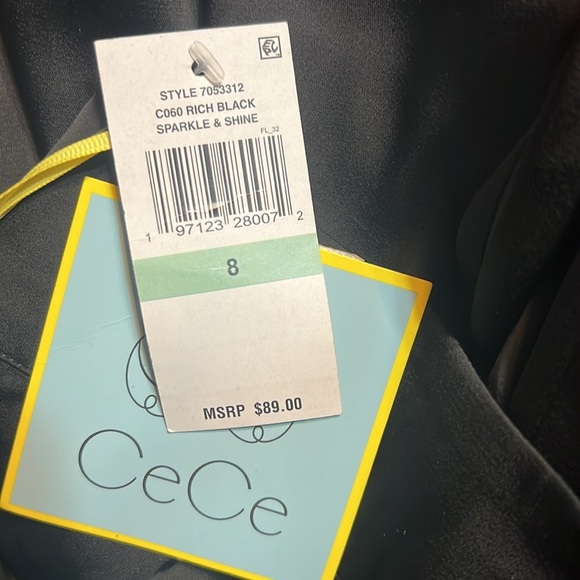 STYLE 7053312
C060 RICH BLACK
SPARKLE & SHINE
FL_32
1 97123 28007 2
8
MSRP $89.00
CeCe